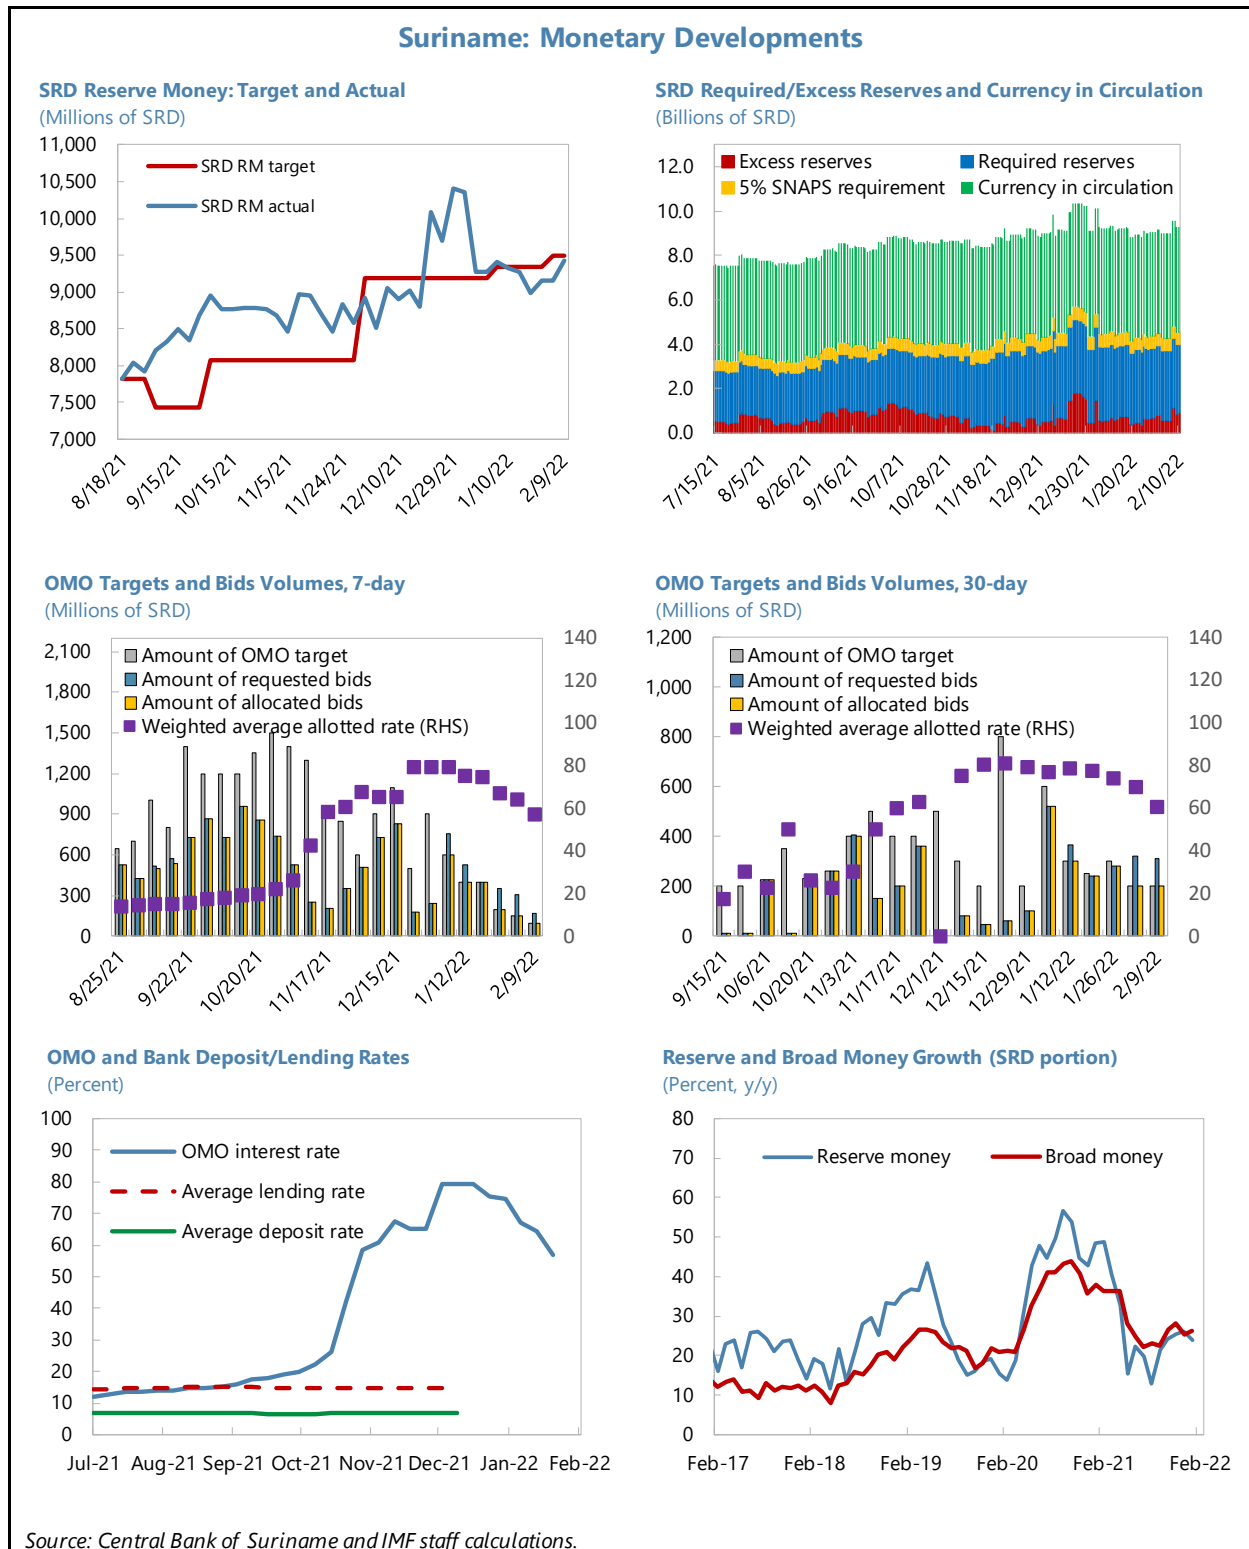 Suriname: Monetary Developments
SRD Reserve Money: Target and Actual
(Millions of SRD)
11,000
10,500
10,000
9,500
9,000
8,500
8,000
7,500
7,000
SRD RM target
SRD RM actual
8/18/21
9/15/21
10/15/21
11/5/21
11/24/21
12/10/21
12/29/21
1/10/22
2/9/22
SRD Required/Excess Reserves and Currency in Circulation
(Billions of SRD)
12.0
10.0
8.0
6.0
4.0
2.0
0.0
Excess reserves
Required reserves
5% SNAPS requirement
Currency in circulation
7/15/21
8/5/21
8/26/21
9/16/21
10/7/21
10/28/21
11/18/21
12/9/21
12/30/21
1/20/22
2/10/22
OMO Targets and Bids Volumes, 7-day
(Millions of SRD)
2,100
1,800
1,500
1,200
900
600
300
0
Amount of OMO target
Amount of requested bids
Amount of allocated bids
Weighted average allotted rate (RHS)
140
120
100
80
60
40
20
0
8/25/21
9/22/21
10/20/21
11/17/21
12/15/21
1/12/22
2/9/22
OMO Targets and Bids Volumes, 30-day
(Millions of SRD)
1,200
1,000
800
600
400
200
0
Amount of OMO target
Amount of requested bids
Amount of allocated bids
Weighted average allotted rate (RHS)
140
120
100
80
60
40
20
0
9/15/21
10/6/21
10/20/21
11/3/21
11/17/21
12/1/21
12/15/21
12/29/21
1/12/22
1/26/22
2/9/22
OMO and Bank Deposit/Lending Rates
(Percent)
100
90
80
70
60
50
40
30
20
10
0
OMO interest rate
Average lending rate
Average deposit rate
Jul-21
Aug-21
Sep-21
Oct-21
Nov-21
Dec-21
Jan-22
Feb-22
Reserve and Broad Money Growth (SRD portion)
(Percent, y/y)
80
70
60
50
40
30
20
10
0
Reserve money
Broad money
Feb-17
Feb-18
Feb-19
Feb-20
Feb-21
Feb-22
Source: Central Bank of Suriname and IMF staff calculations.